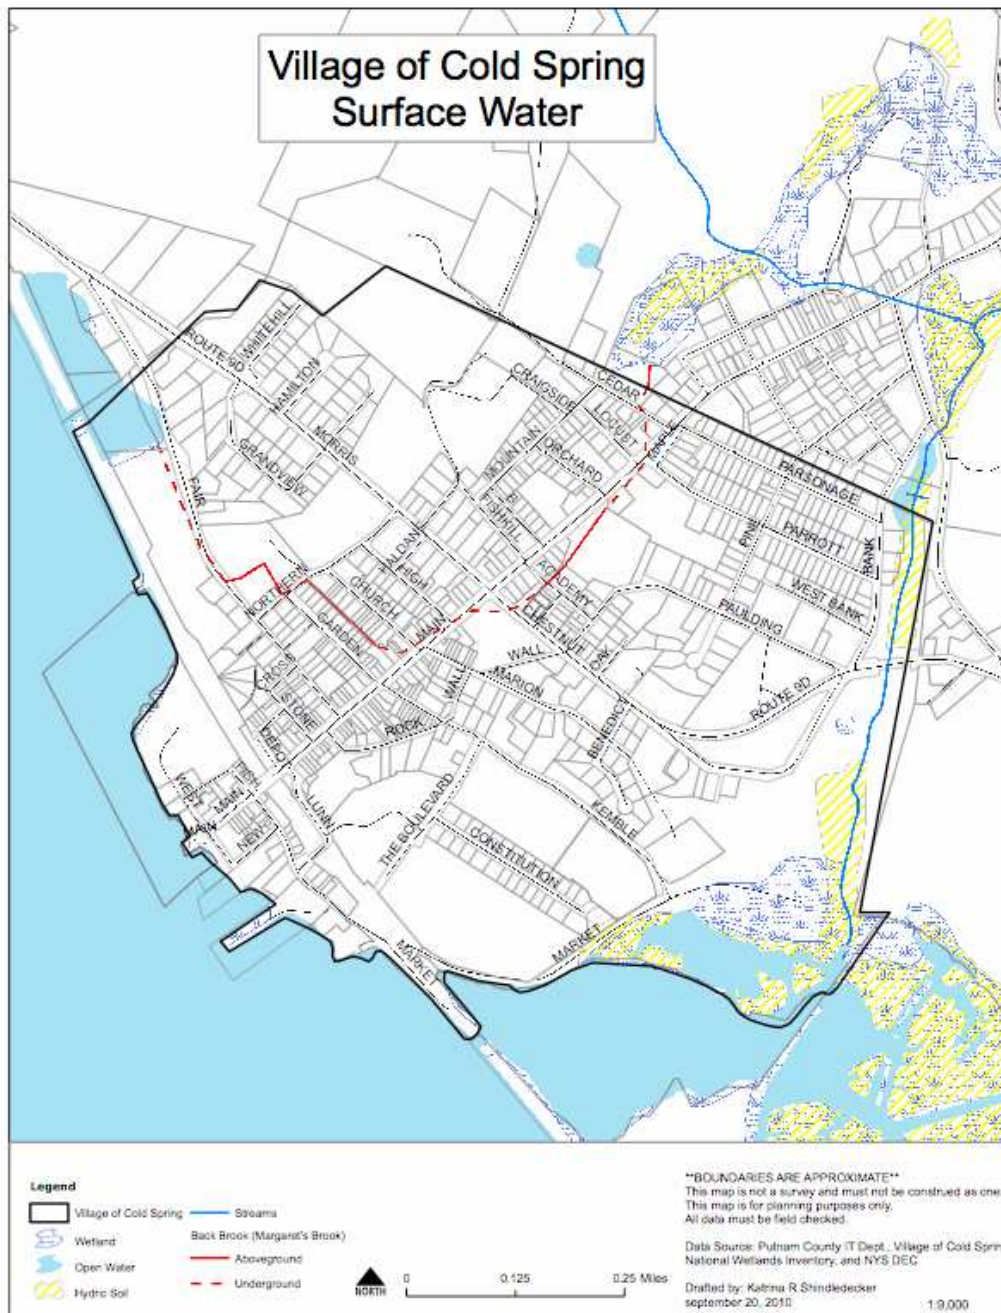 Village of Cold Spring
Surface Water
ROUTE 9D
WHITEHILL
HAMILTON
MORRIS
GRANDVIEW
FAIR
CRAIGSIDE
CEDAR
LOCUST
ORCHARD
MOUNTAIN
FISHKILL
MAPLE
PARSONAGE
PARROTT
PINE
BANK
WEST BANK
PAULDING
ACADEMY
CHESTNUT
NORTHERN
CHURCH
HIGH
MAIN
GARDEN
CROSS
STONE
WALL
WALL
MARION
ROCK
BENEDICT
ROUTE 9D
MAIN
MAIN
NEW
LUNN
THE BOULEVARD
KEMBLE
CONSTITUTION
MARKET
MARKE
Legend
Village of Cold Spring
Wetland
Open Water
Hydric Soil
Streams
Back Brook (Margaret's Brook)
Aboveground
Underground
NORTH
0 0.125 0.25 Miles
**BOUNDARIES ARE APPROXIMATE**
This map is not a survey and must not be construed as one
This map is for planning purposes only.
All data must be field checked.
Data Source: Putnam County IT Dept., Village of Cold Sprin
National Wetlands Inventory, and NYS DEC
Drafted by: Katrina R Shindledecker
september 20, 2010
1:9,000